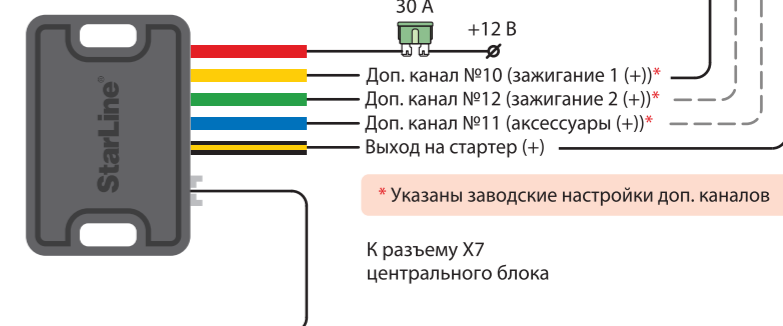 30 А
+12 В
StarLine®
Доп. канал №10 (зажигание 1 (+))*
Доп. канал №12 (зажигание 2 (+))*
Доп. канал №11 (аксессуары (+))*
Выход на стартер (+)
* Указаны заводские настройки доп. каналов
К разъему Х7
центрального блока